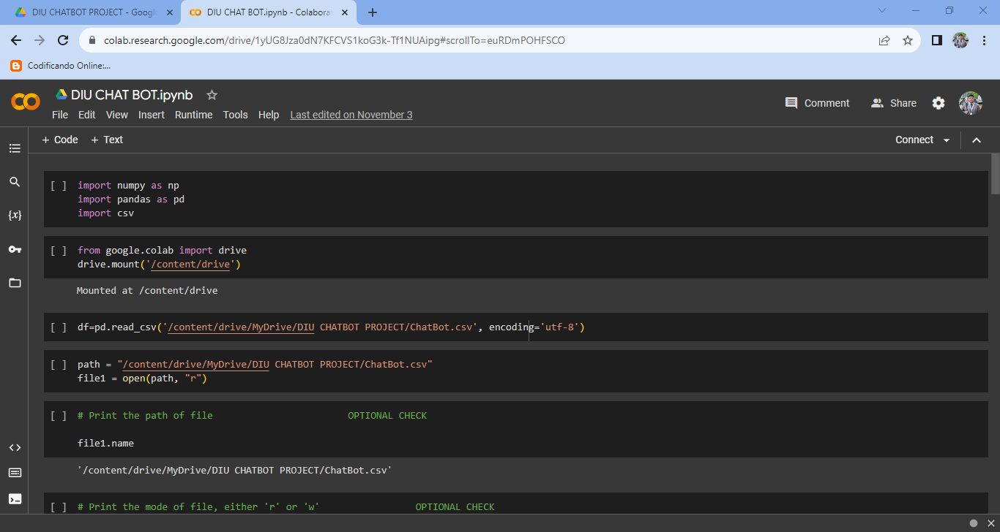 DIU CHATBOT PROJECT - Googl
DIU CHAT BOT.ipynb - Colaborat
colab.research.google.com/drive/1yUG8Jza0dN7KFCVS1koG3k-Tf1NUAipg#scrollTo=euRDmPOHFSCO
Codificando Online:...
DIU CHAT BOT.ipynb
File Edit View Insert Runtime Tools Help Last edited on November 3
Comment Share
+ Code + Text
Connect
[ ] import numpy as np
import pandas as pd
import csv
{x}
[ ] from google.colab import drive
drive.mount('/content/drive')
Mounted at /content/drive
[ ] df=pd.read_csv('/content/drive/MyDrive/DIU CHATBOT PROJECT/ChatBot.csv', encoding='utf-8')
[ ] path = "/content/drive/MyDrive/DIU CHATBOT PROJECT/ChatBot.csv"
file1 = open(path, "r")
[ ] # Print the path of file OPTIONAL CHECK
file1.name
'/content/drive/MyDrive/DIU CHATBOT PROJECT/ChatBot.csv'
[ ] # Print the mode of file, either 'r' or 'w' OPTIONAL CHECK